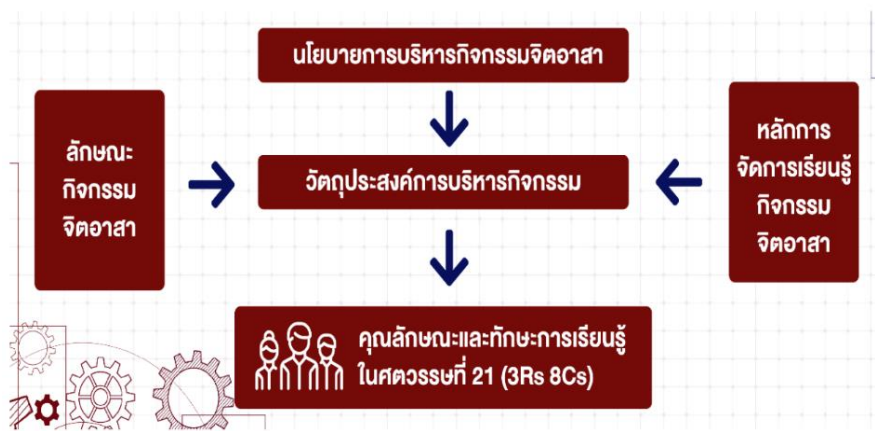 นโยบายการบริหารกิจกรรมจิตอาสา
ลักษณะ
กิจกรรม
จิตอาสา
วัตถุประสงค์การบริหารกิจกรรม
หลักการ
จัดการเรียนรู้
กิจกรรม
จิตอาสา
คุณลักษณะและทักษะการเรียนรู้
ในศตวรรษที่ 21 (3Rs 8Cs)